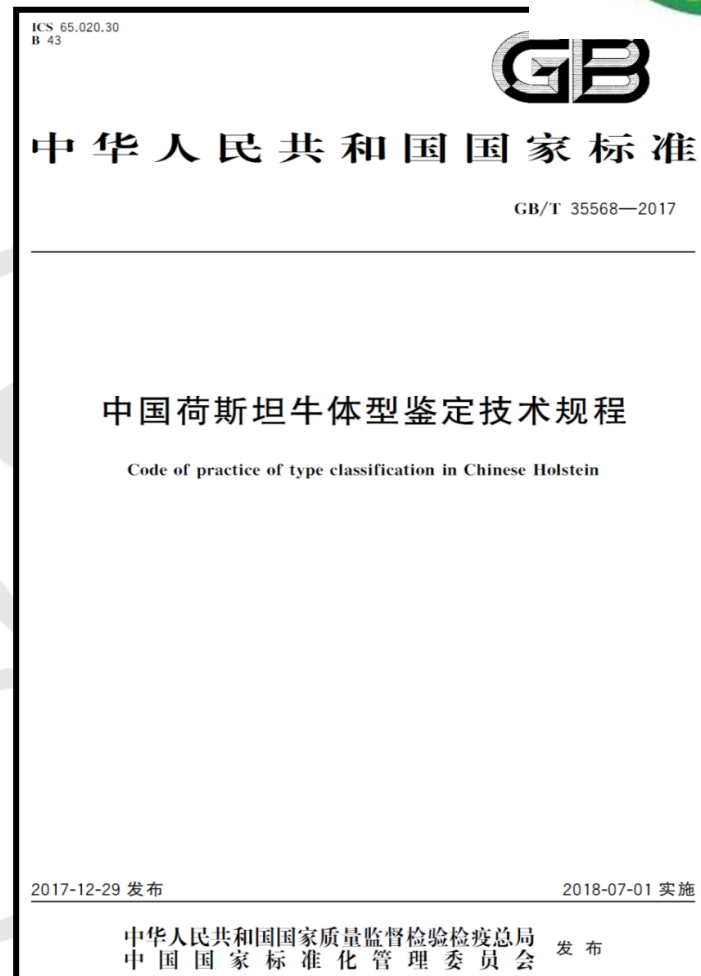 ICS 65.020.30
B 43
GB
中华人民共和国国家标准
GB/T 35568—2017
中国荷斯坦牛体型鉴定技术规程
Code of practice of type classification in Chinese Holstein
2017-12-29 发布
2018-07-01 实施
中华人民共和国国家质量监督检验检疫总局
中国国家标准化管理委员会
发布